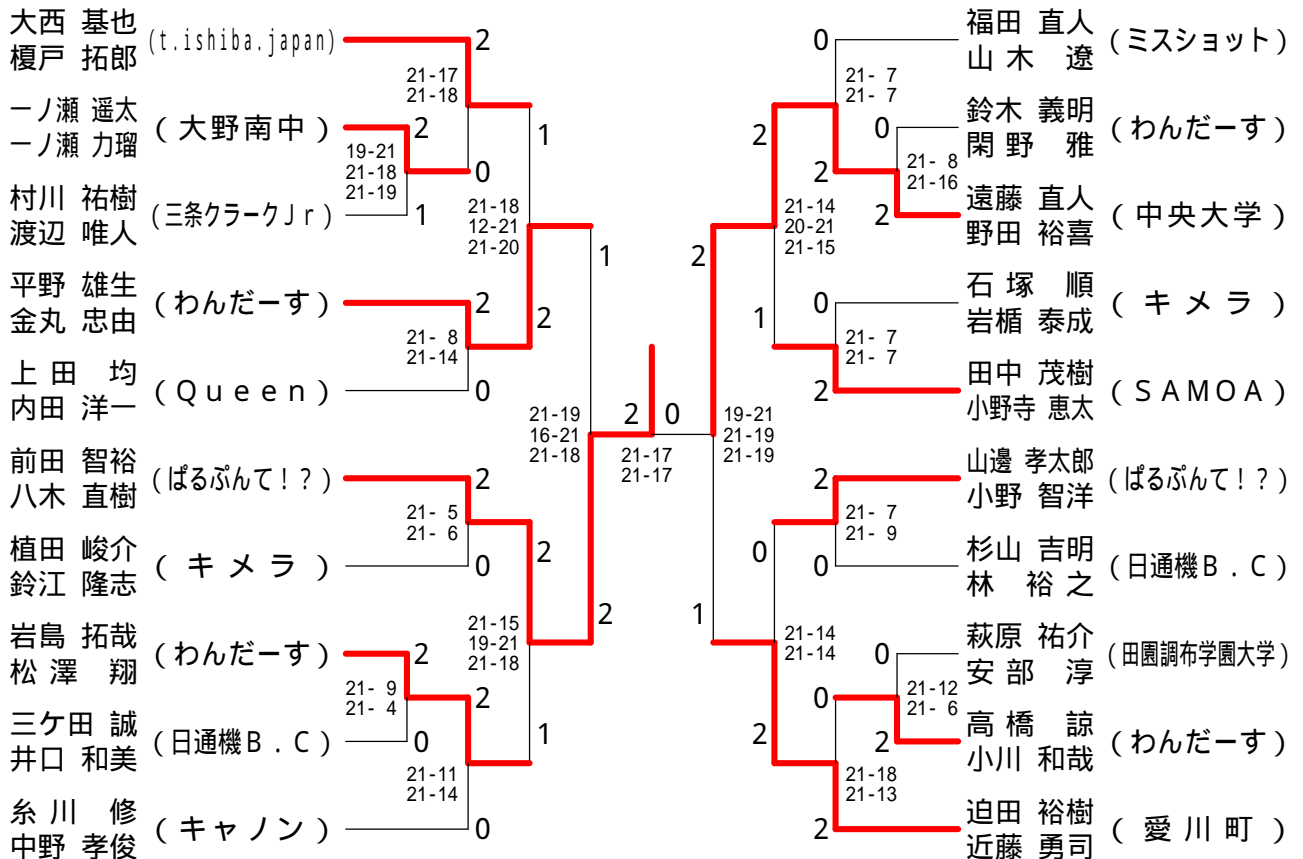 大西 基也
榎戸 拓郎
(t.ishiba.japan)
2
21-17
21-18
一ノ瀬 遥太
一ノ瀬 力瑠
(大野南中)
2
0
1
19-21
21-18
21-19
村川 祐樹
渡辺 唯人
(三条クラークJr)
1
21-18
12-21
21-20
1
平野 雄生
金丸 忠由
(わんだーす)
2
2
21- 8
21-14
上田 均
内田 洋一
(Queen)
0
21-19
16-21
21-18
前田 智裕
八木 直樹
(ぱるぷんて!?)
2
21- 5
21- 6
植田 峻介
鈴江 隆志
(キメラ)
0
2
2
21-15
19-21
21-18
岩島 拓哉
松澤 翔
(わんだーす)
2
21- 9
21- 4
2
1
三ケ田 誠
井口 和美
(日通機B.C)
0
21-11
21-14
糸川 修
中野 孝俊
(キャノン)
0
2
0
21-17
21-17
0
福田 直人
山木 遼
(ミスショット)
21- 7
21- 7
2
0
鈴木 義明
閑野 雅
(わんだーす)
2
21- 8
21-16
2
遠藤 直人
野田 裕喜
(中央大学)
2
21-14
20-21
21-15
1
0
石塚 順
岩楯 泰成
(キメラ)
21- 7
21- 7
2
田中 茂樹
小野寺 恵太
(SAMOA)
19-21
21-19
21-19
2
山邊 孝太郎
小野 智洋
(ぱるぷんて!?)
21- 7
21- 9
0
0
杉山 吉明
林 裕之
(日通機B.C)
1
21-14
21-14
0
萩原 祐介
安部 淳
(田園調布学園大学)
0
21-12
21- 6
2
2
高橋 諒
小川 和哉
(わんだーす)
21-18
21-13
2
迫田 裕樹
近藤 勇司
(愛川町)